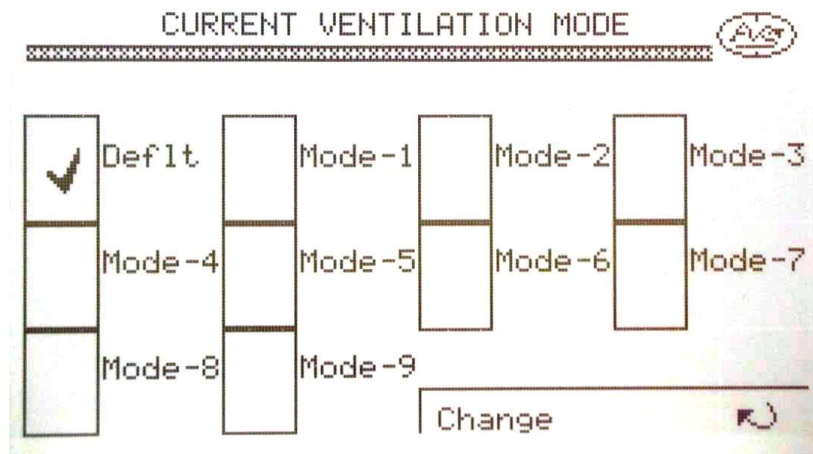 CURRENT VENTILATION MODE
Deflt Mode-1 Mode-2 Mode-3
Mode-4 Mode-5 Mode-6 Mode-7
Mode-8 Mode-9
Change